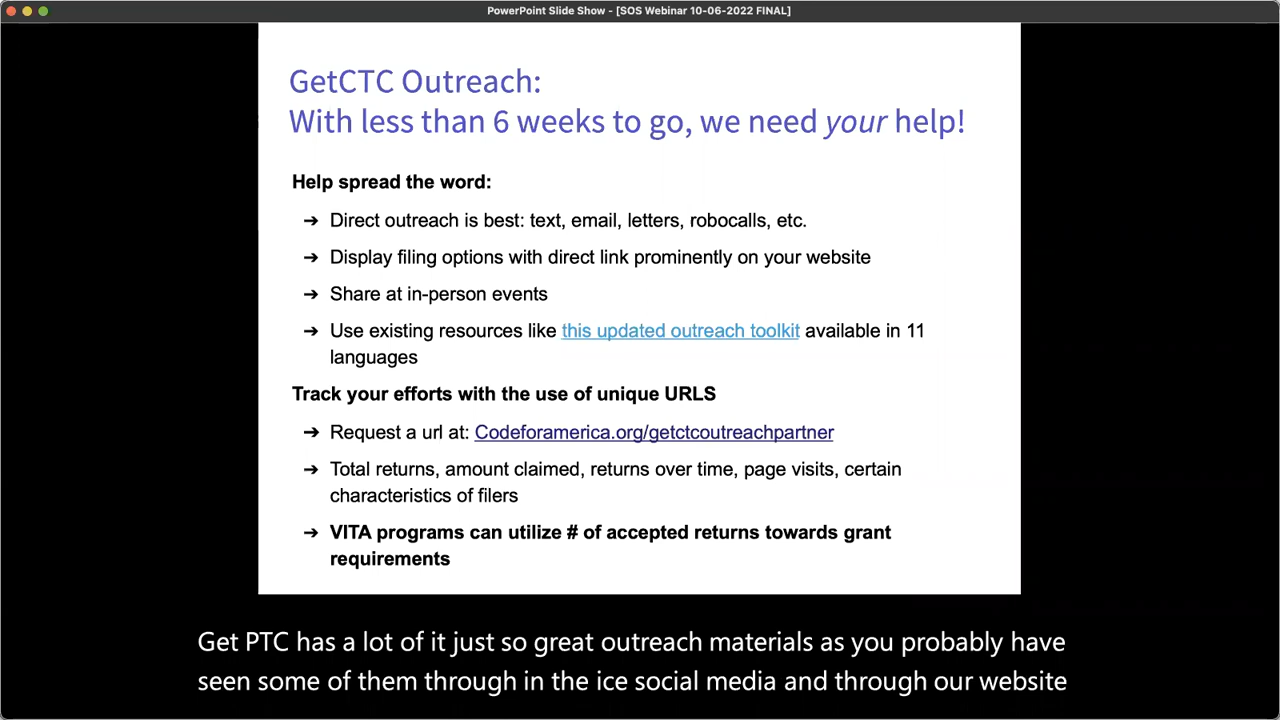 PowerPoint Slide Show - [SOS Webinar 10-06-2022 FINAL]
GetCTC Outreach:
With less than 6 weeks to go, we need your help!
Help spread the word:
➔ Direct outreach is best: text, email, letters, robocalls, etc.
➔ Display filing options with direct link prominently on your website
➔ Share at in-person events
➔ Use existing resources like this updated outreach toolkit available in 11
languages
Track your efforts with the use of unique URLS
➔ Request a url at: Codeforamerica.org/getctcoutreachpartner
➔ Total returns, amount claimed, returns over time, page visits, certain
characteristics of filers
➔ VITA programs can utilize # of accepted returns towards grant
requirements
Get PTC has a lot of it just so great outreach materials as you probably have
seen some of them through in the ice social media and through our website